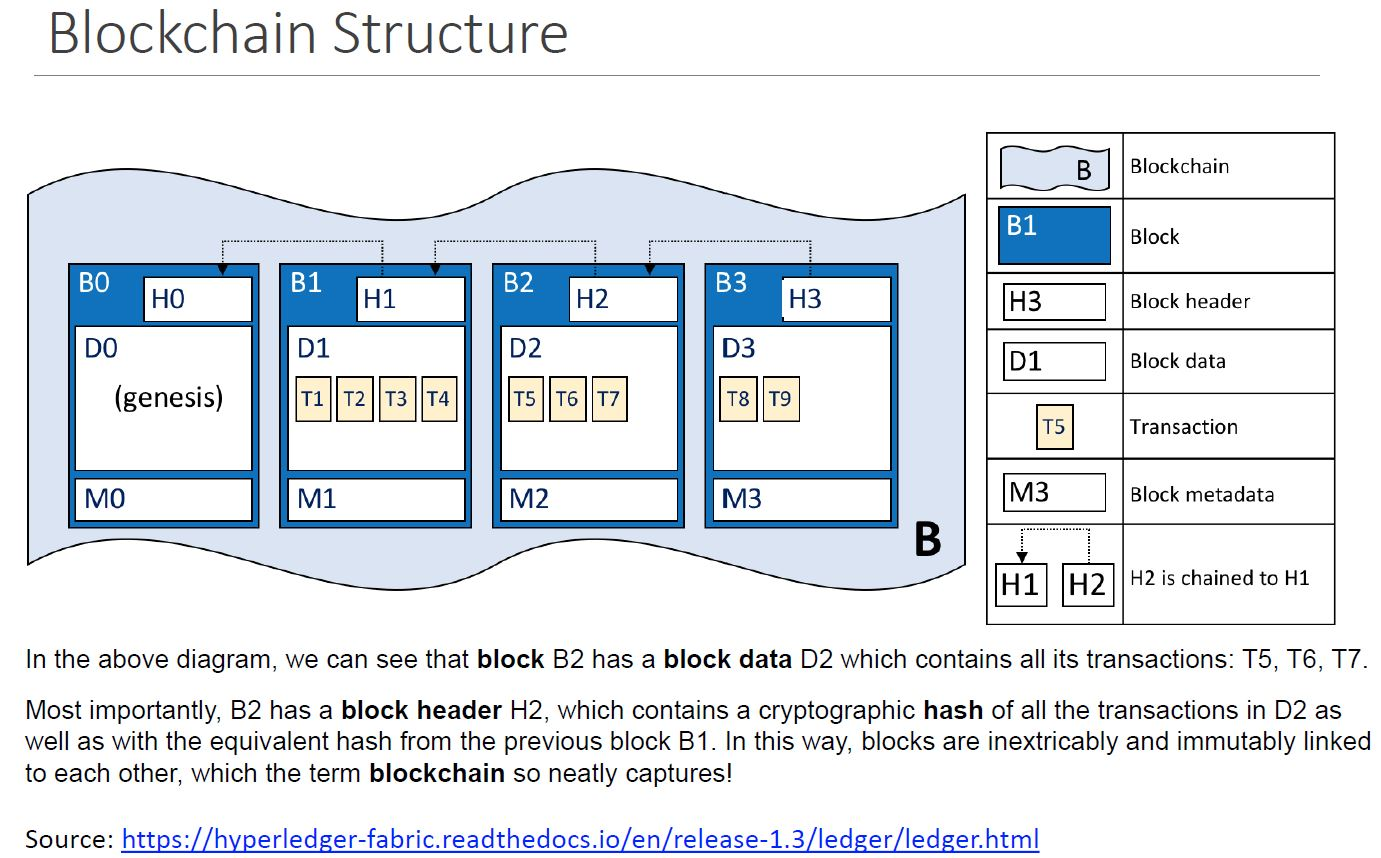 Blockchain Structure
B0
H0
D0
(genesis)
M0
B1
H1
D1
T1 T2 T3 T4
M1
B2
H2
D2
T5 T6 T7
M2
B3
H3
D3
T8 T9
M3
B
B Blockchain
B1 Block
H3 Block header
D1 Block data
T5 Transaction
M3 Block metadata
H1 H2 H2 is chained to H1
In the above diagram, we can see that block B2 has a block data D2 which contains all its transactions: T5, T6, T7.
Most importantly, B2 has a block header H2, which contains a cryptographic hash of all the transactions in D2 as
well as with the equivalent hash from the previous block B1. In this way, blocks are inextricably and immutably linked
to each other, which the term blockchain so neatly captures!
Source: https://hyperledger-fabric.readthedocs.io/en/release-1.3/ledger/ledger.html